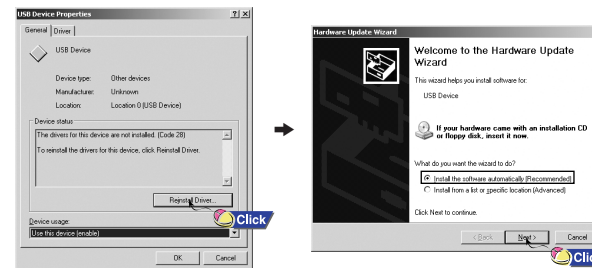 USB Device Properties
General
Driver
USB Device
Device type: Other devices
Manufacturer: Unknown
Location: Location 0 (USB Device)
Device status
The drivers for this device are not installed. (Code 28)
To reinstall the drivers for this device, click Reinstall Driver.
Reinstall Driver...
Click
Device usage:
Use this device (enable)
OK
Cancel
Hardware Update Wizard
Welcome to the Hardware Update
Wizard
This wizard helps you install software for:
USB Device
If your hardware came with an installation CD
or floppy disk, insert it now.
What do you want the wizard to do?
Install the software automatically (Recommended)
Install from a list or specific location (Advanced)
Click Next to continue.
< Back
Next >
Cancel